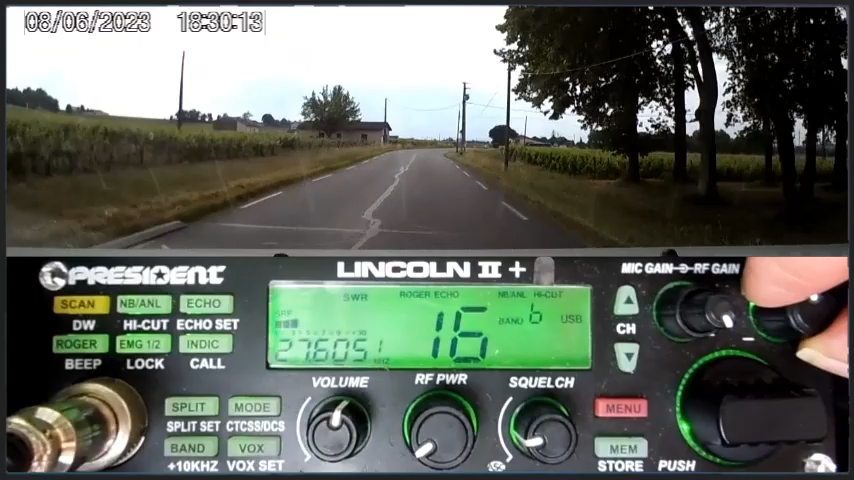 08/06/2023 18:30:13
PRESIDENT LINCOLN II + MIC GAIN RF GAIN
SCAN NB/ANL ECHO
DW HI-CUT ECHO SET
ROGER EMG 1/2 INDIC
BEEP LOCK CALL
SWR ROGER ECHO NB/ANL HI-CUT
16 BAND 6 USB
27.6051
CH
VOLUME RF PWR SQUELCH
SPLIT MODE
SPLIT SET CTCSS/DCS
BAND VOX
+10KHZ VOX SET
MENU
MEM
STORE PUSH